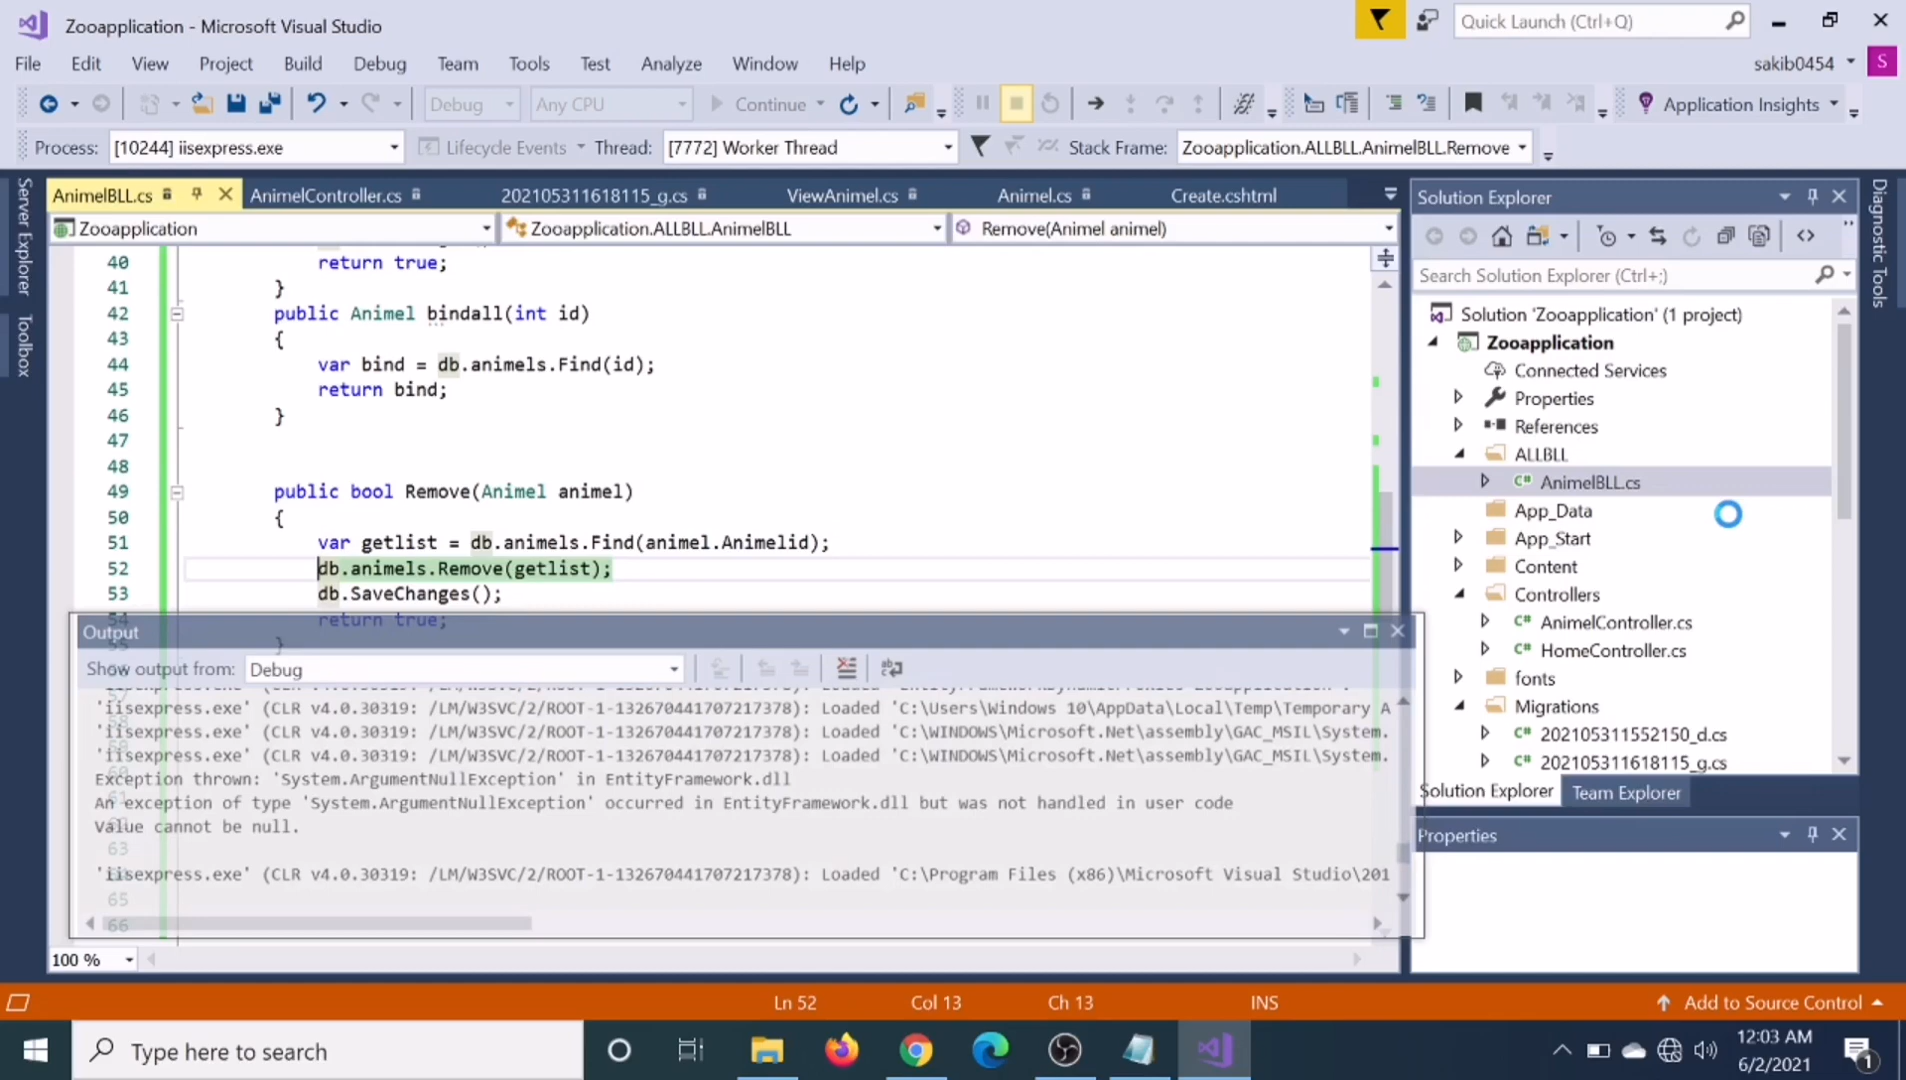 Zooapplication - Microsoft Visual Studio
Quick Launch (Ctrl+Q)
File Edit View Project Build Debug Team Tools Test Analyze Window Help
sakib0454
S
Debug
Any CPU
Continue
Application Insights
Process: [10244] iisexpress.exe
Lifecycle Events
Thread: [7772] Worker Thread
Stack Frame: Zooapplication.ALLBLL.AnimelBLL.Remove
Server Explorer
Toolbox
AnimelBLL.cs
AnimelController.cs
202105311618115_g.cs
ViewAnimel.cs
Animel.cs
Create.cshtml
Zooapplication
Zooapplication.ALLBLL.AnimelBLL
Remove(Animel animel)
40 return true;
41 }
42 public Animel bindall(int id)
43 {
44 var bind = db.animels.Find(id);
45 return bind;
46 }
47
48
49 public bool Remove(Animel animel)
50 {
51 var getlist = db.animels.Find(animel.Animelid);
52 db.animels.Remove(getlist);
53 db.SaveChanges();
54 return true;
}
Output
Show output from: Debug
'iisexpress.exe' (CLR v4.0.30319: /LM/W3SVC/2/ROOT-1-132670441707217378): Loaded 'C:\Users\Windows 10\AppData\Local\Temp\Temporary A
'iisexpress.exe' (CLR v4.0.30319: /LM/W3SVC/2/ROOT-1-132670441707217378): Loaded 'C:\WINDOWS\Microsoft.Net\assembly\GAC_MSIL\System.
'iisexpress.exe' (CLR v4.0.30319: /LM/W3SVC/2/ROOT-1-132670441707217378): Loaded 'C:\WINDOWS\Microsoft.Net\assembly\GAC_MSIL\System.
Exception thrown: 'System.ArgumentNullException' in EntityFramework.dll
An exception of type 'System.ArgumentNullException' occurred in EntityFramework.dll but was not handled in user code
Value cannot be null.
63
'iisexpress.exe' (CLR v4.0.30319: /LM/W3SVC/2/ROOT-1-132670441707217378): Loaded 'C:\Program Files (x86)\Microsoft Visual Studio\201
65
66
100 %
Solution Explorer
Search Solution Explorer (Ctrl+;)
Solution 'Zooapplication' (1 project)
Zooapplication
Connected Services
Properties
References
ALLBLL
C# AnimelBLL.cs
App_Data
App_Start
Content
Controllers
C# AnimelController.cs
C# HomeController.cs
fonts
Migrations
C# 202105311552150_d.cs
C# 202105311618115_g.cs
Solution Explorer
Team Explorer
Properties
Diagnostic Tools
Ln 52
Col 13
Ch 13
INS
Add to Source Control
Type here to search
12:03 AM
6/2/2021
1